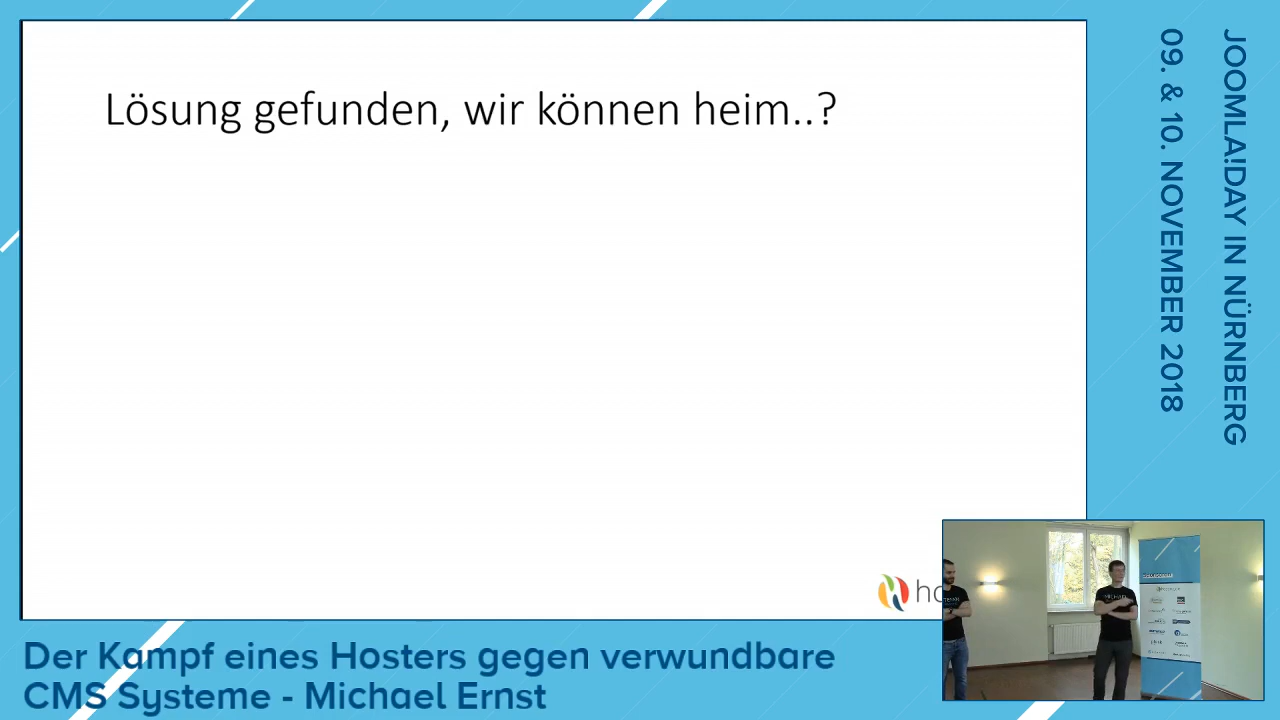 Lösung gefunden, wir können heim..?
JOOMLA!DAY IN NÜRNBERG
09. & 10. NOVEMBER 2018
Der Kampf eines Hosters gegen verwundbare
CMS Systeme - Michael Ernst
MICHAEL